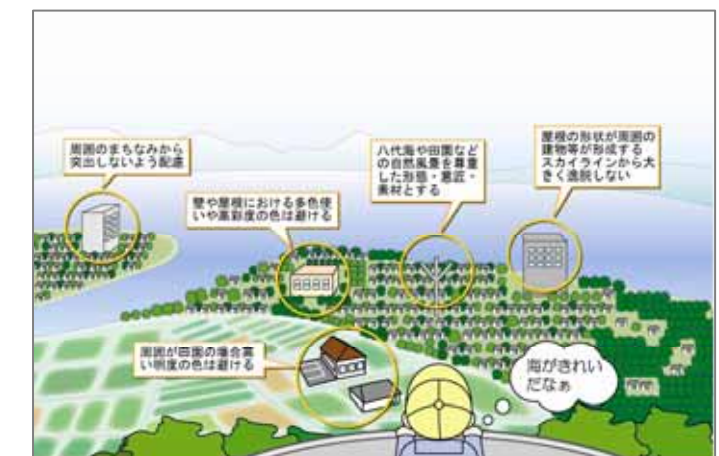 周囲のまちなみから
突出しないよう配慮
八代海や田園など
の自然風景を尊重
した形態・意匠・
素材とする
屋根の形状が周囲の
建物等が形成する
スカイラインから大
きく逸脱しない
壁や屋根における多色使
いや高彩度の色は避ける
周囲が田園の場合高
い明度の色は避ける
海がきれい
だなぁ